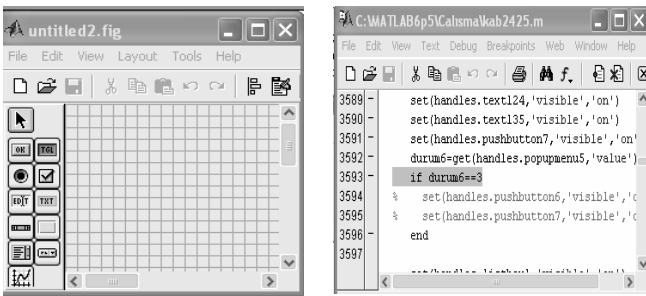 untitled2.fig
File Edit View Layout Tools Help
OK TGL
EDIT TXT
C:\MATLAB6p5\Calisma\kab2425.m
File Edit View Text Debug Breakpoints Web Window Help
3589 - set(handles.text124,'visible','on')
3590 - set(handles.text135,'visible','on')
3591 - set(handles.pushbutton7,'visible','on'
3592 - durum6=get(handles.popupmenu5,'value')
3593 - if durum6==3
3594 % set(handles.pushbutton6,'visible','o
3595 % set(handles.pushbutton7,'visible','o
3596 - end
3597